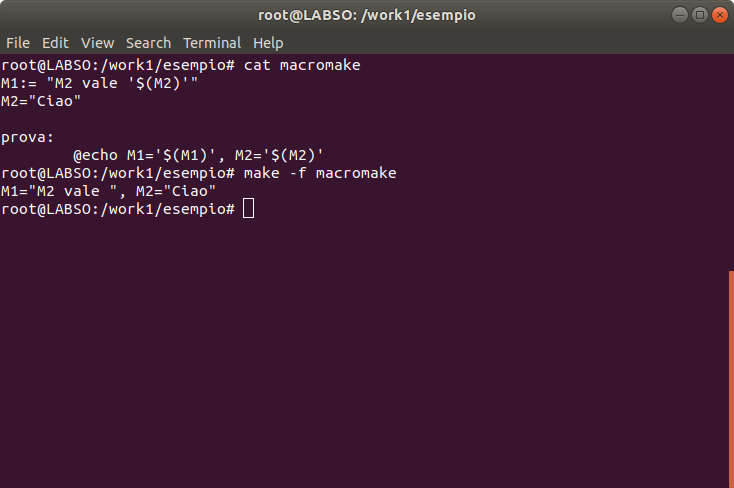 root@LABSO: /work1/esempio
File Edit View Search Terminal Help
root@LABSO:/work1/esempio# cat macromake
M1:= "M2 vale '$(M2)'"
M2="Ciao"
prova:
        @echo M1='$(M1)', M2='$(M2)'
root@LABSO:/work1/esempio# make -f macromake
M1="M2 vale ", M2="Ciao"
root@LABSO:/work1/esempio#